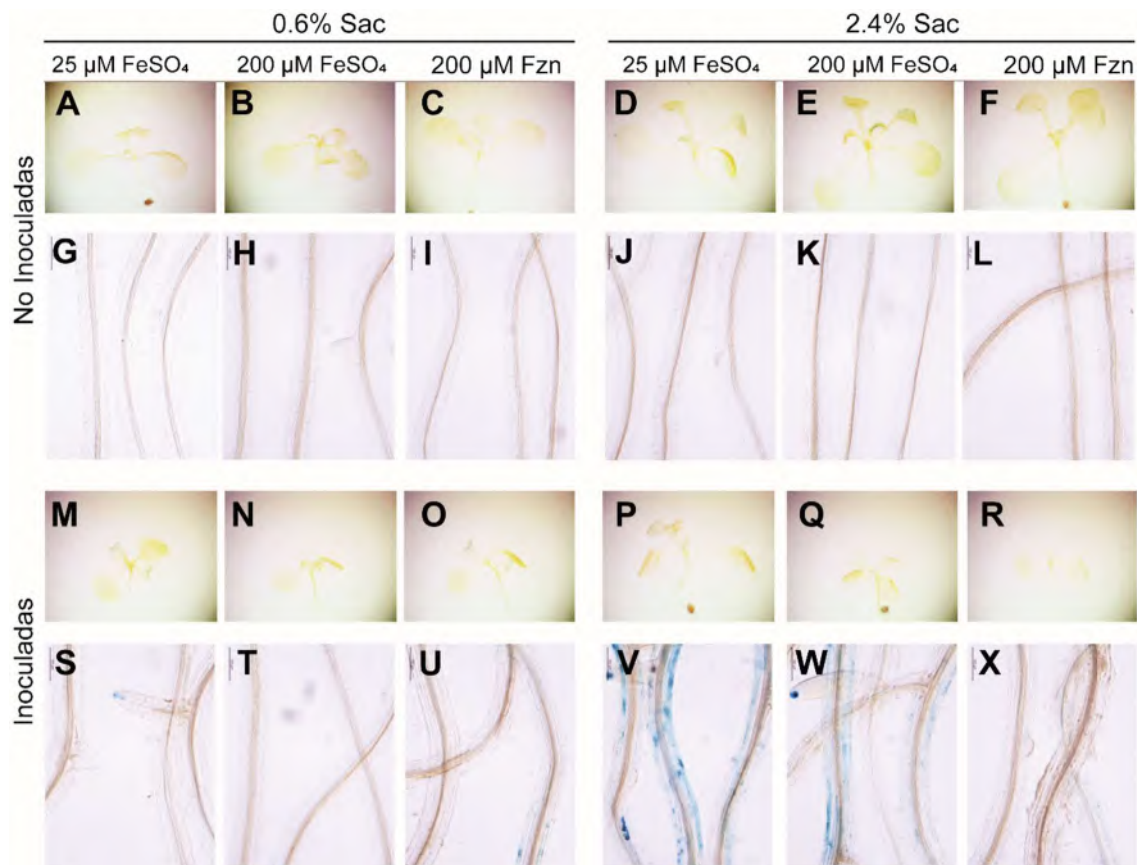 0.6% Sac 2.4% Sac
25 µM FeSO₄ 200 µM FeSO₄ 200 µM Fzn 25 µM FeSO₄ 200 µM FeSO₄ 200 µM Fzn
No Inoculadas
A B C D E F
G H I J K L
Inoculadas
M N O P Q R
S T U V W X